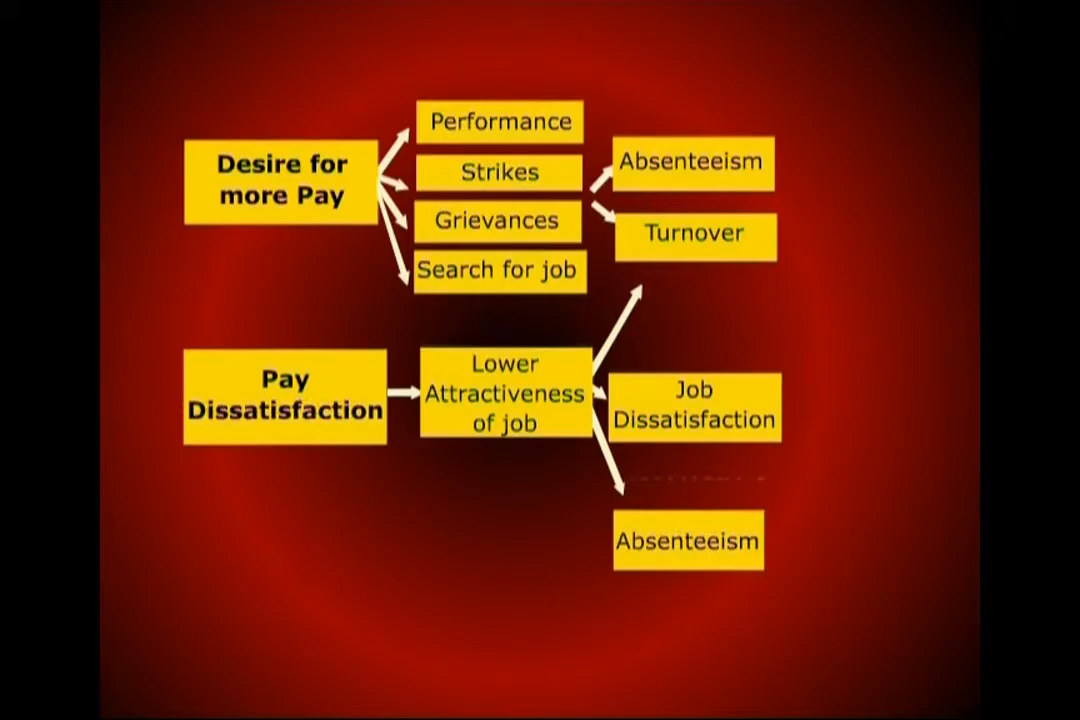 Desire for
more Pay
Performance
Strikes
Grievances
Search for job
Absenteeism
Turnover
Pay
Dissatisfaction
Lower
Attractiveness
of job
Job
Dissatisfaction
Absenteeism